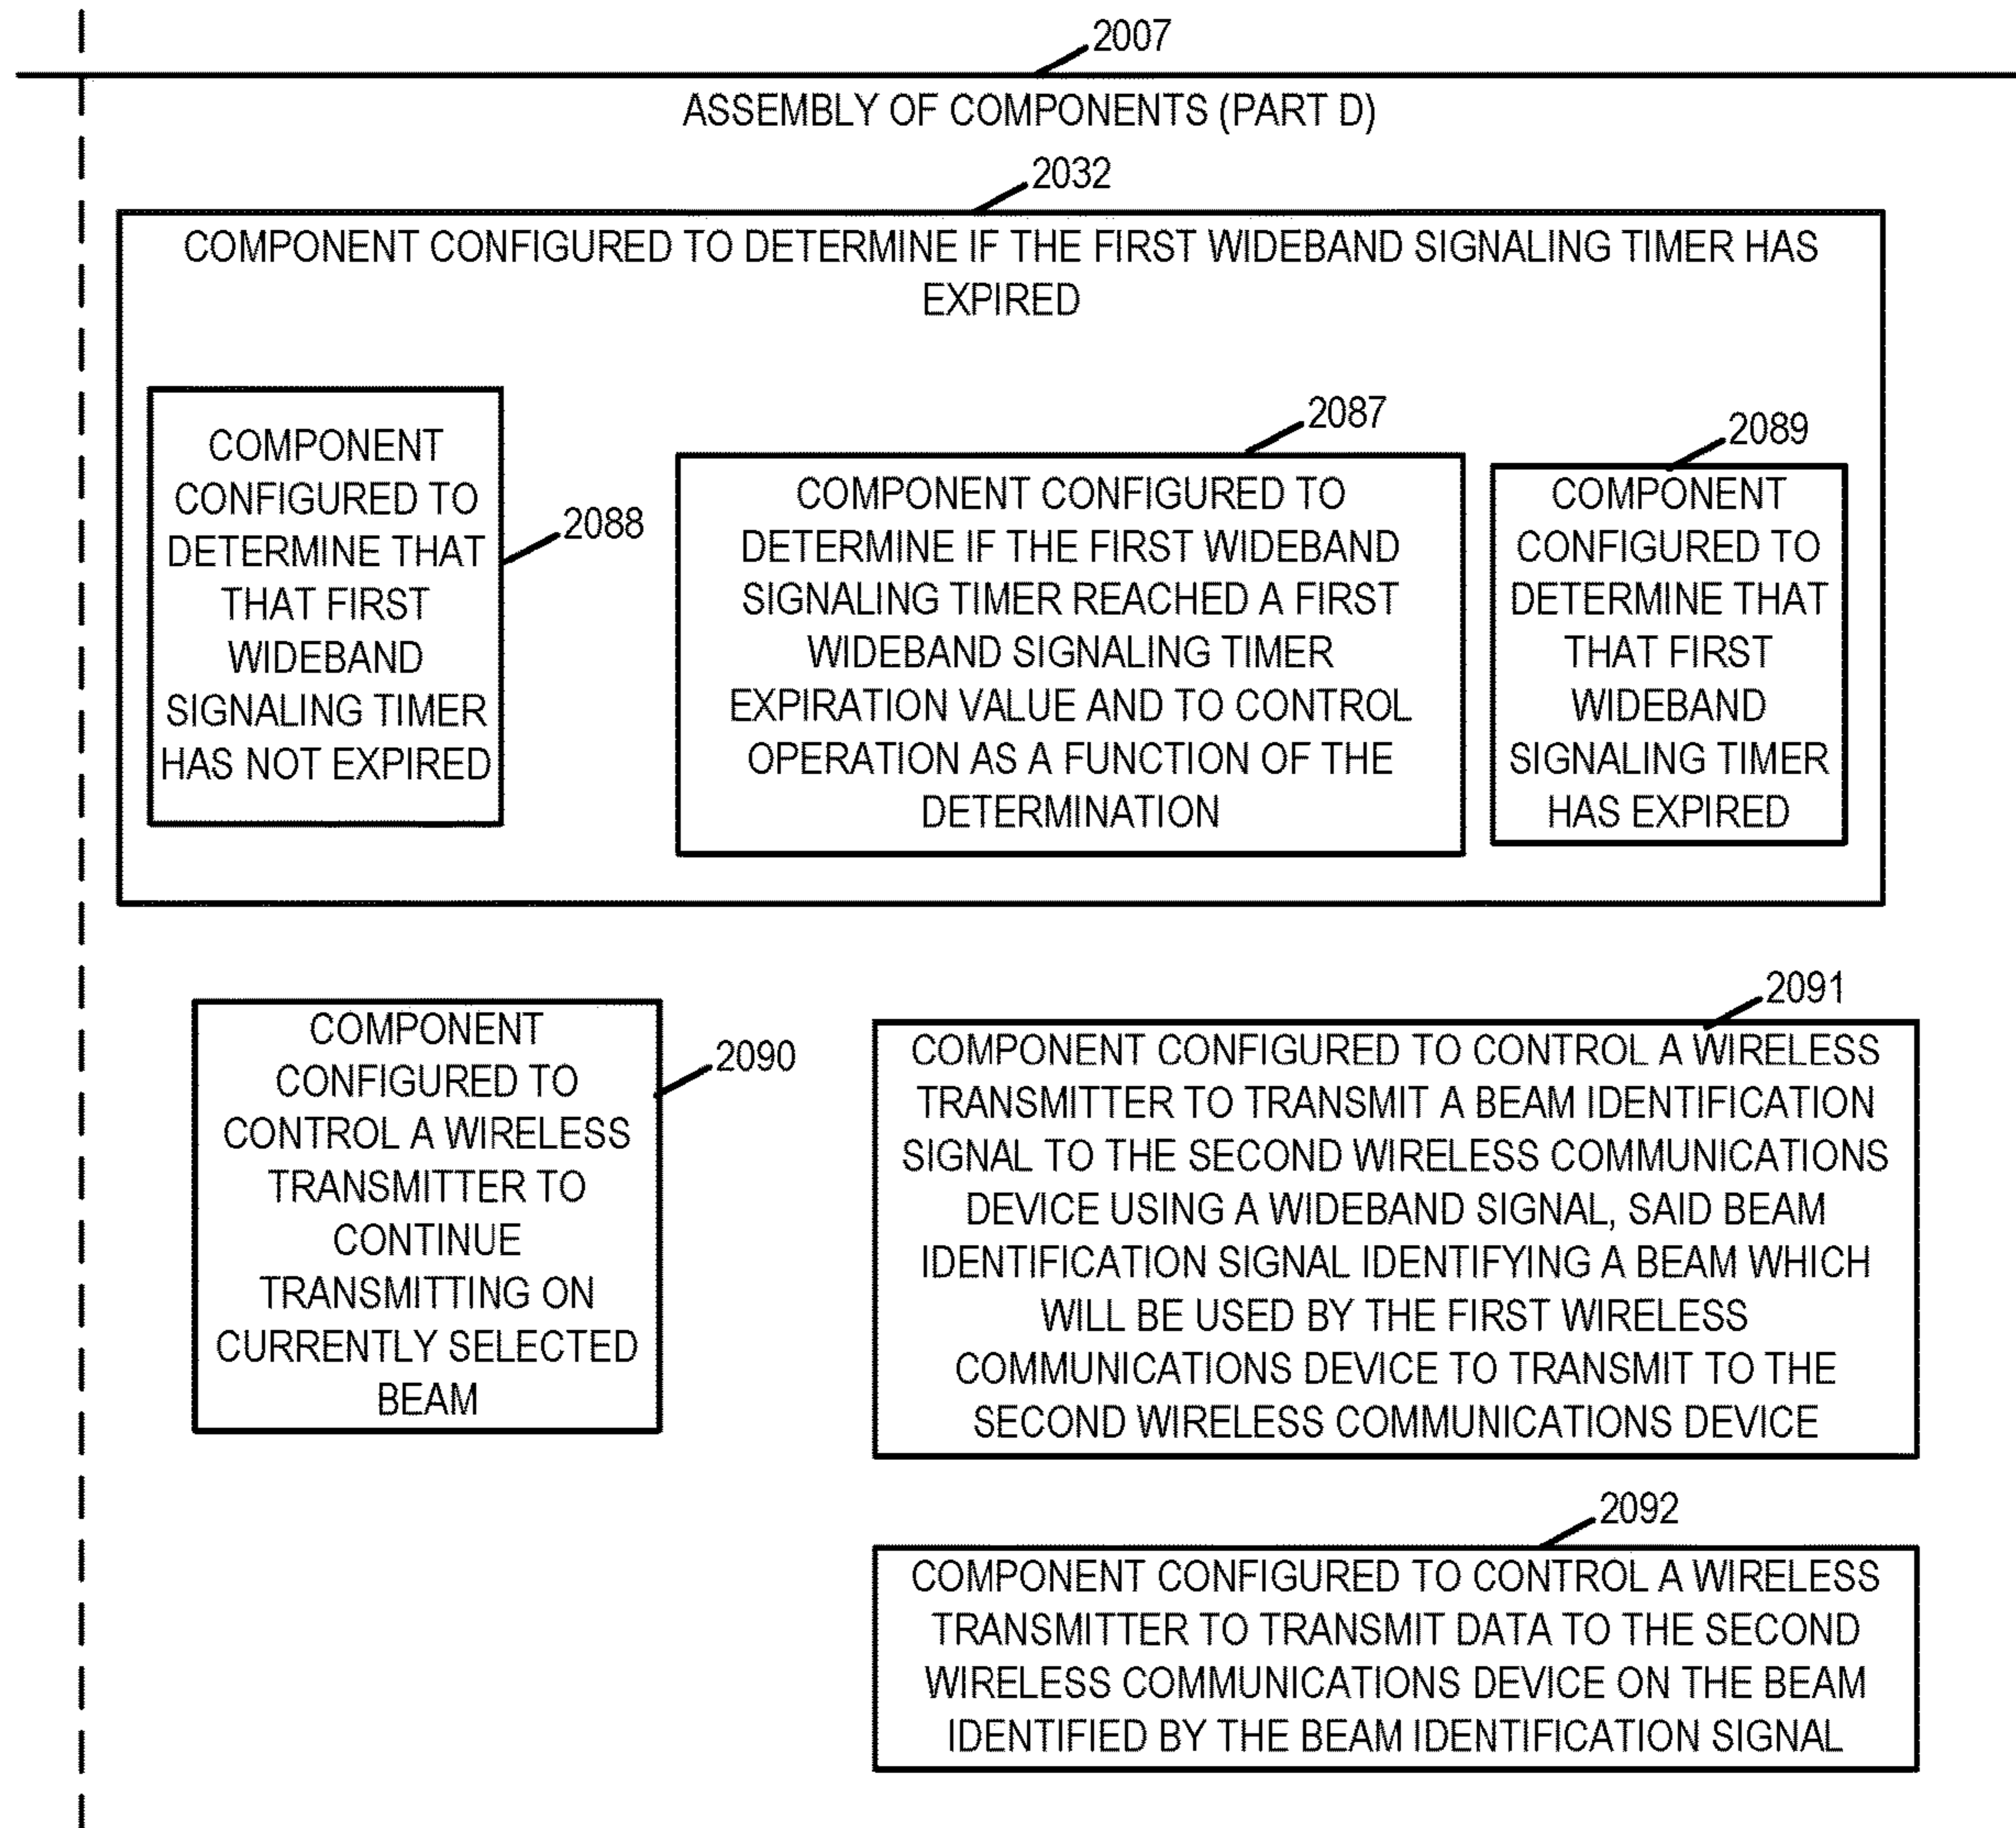 2007
ASSEMBLY OF COMPONENTS (PART D)
2032
COMPONENT CONFIGURED TO DETERMINE IF THE FIRST WIDEBAND SIGNALING TIMER HAS
EXPIRED
COMPONENT
CONFIGURED TO
DETERMINE THAT
THAT FIRST
WIDEBAND
SIGNALING TIMER
HAS NOT EXPIRED
2088
2087
COMPONENT CONFIGURED TO
DETERMINE IF THE FIRST WIDEBAND
SIGNALING TIMER REACHED A FIRST
WIDEBAND SIGNALING TIMER
EXPIRATION VALUE AND TO CONTROL
OPERATION AS A FUNCTION OF THE
DETERMINATION
2089
COMPONENT
CONFIGURED TO
DETERMINE THAT
THAT FIRST
WIDEBAND
SIGNALING TIMER
HAS EXPIRED
COMPONENT
CONFIGURED TO
CONTROL A WIRELESS
TRANSMITTER TO
CONTINUE
TRANSMITTING ON
CURRENTLY SELECTED
BEAM
2090
2091
COMPONENT CONFIGURED TO CONTROL A WIRELESS
TRANSMITTER TO TRANSMIT A BEAM IDENTIFICATION
SIGNAL TO THE SECOND WIRELESS COMMUNICATIONS
DEVICE USING A WIDEBAND SIGNAL, SAID BEAM
IDENTIFICATION SIGNAL IDENTIFYING A BEAM WHICH
WILL BE USED BY THE FIRST WIRELESS
COMMUNICATIONS DEVICE TO TRANSMIT TO THE
SECOND WIRELESS COMMUNICATIONS DEVICE
2092
COMPONENT CONFIGURED TO CONTROL A WIRELESS
TRANSMITTER TO TRANSMIT DATA TO THE SECOND
WIRELESS COMMUNICATIONS DEVICE ON THE BEAM
IDENTIFIED BY THE BEAM IDENTIFICATION SIGNAL